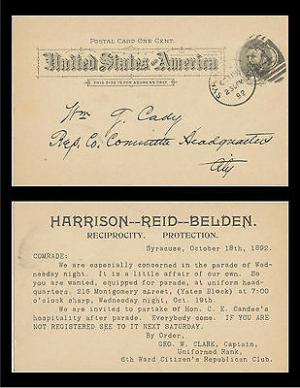 POSTAL CARD ONE CENT.
United States of America
THIS SIDE IS FOR ADDRESS ONLY.
92
Wm T. Cady
Rep. Co. Committee Headquarters
City
HARRISON--REID--BELDEN.
RECIPROCITY. PROTECTION.
Syracuse, October 18th, 1892.
COMRADE:
We are especially concerned in the parade of Wed-
nesday night. It is a little affair of our own. So
you are wanted, equipped for parade, at uniform head-
quarters. 216 Montgomery street, (Yates Block) at 7:00
o'clock sharp, Wednesday night, Oct. 19th.
We are invited to partake of Hon. C. E. Candee's
hospitality after parade. Everybody come. IF YOU ARE
NOT REGISTERED SEE TO IT NEXT SATURDAY.
By Order,
GEO. W. CLARK, Captain,
Uniformed Rank,
6th Ward Citizen's Republican Club.